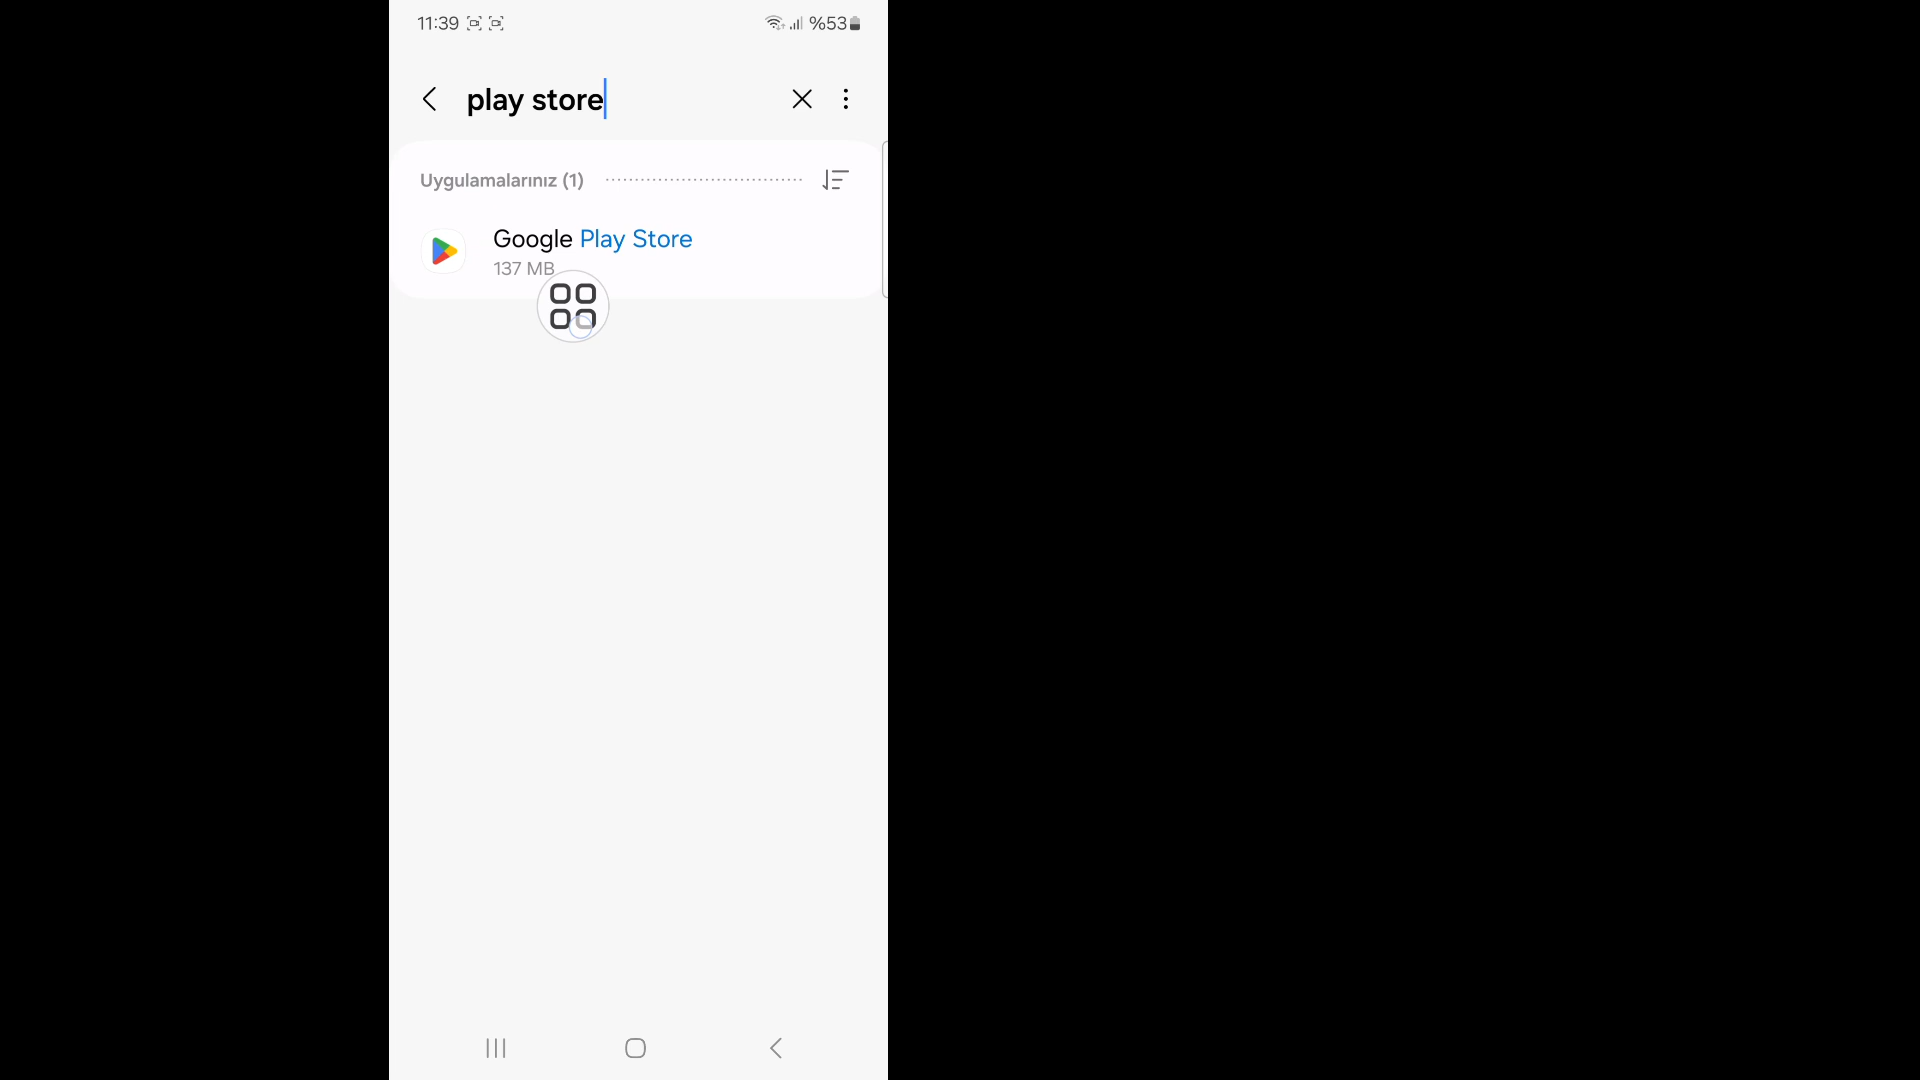 11:39
%53
play store
Uygulamalarınız (1)
Google Play Store
137 MB